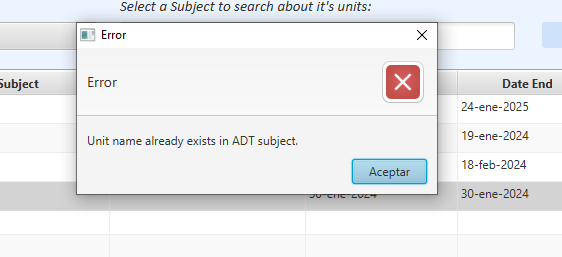 Select a Subject to search about it's units:
Error
Error
Unit name already exists in ADT subject.
Aceptar
Subject
Date End
24-ene-2025
19-ene-2024
18-feb-2024
30-ene-2024
30-ene-2024